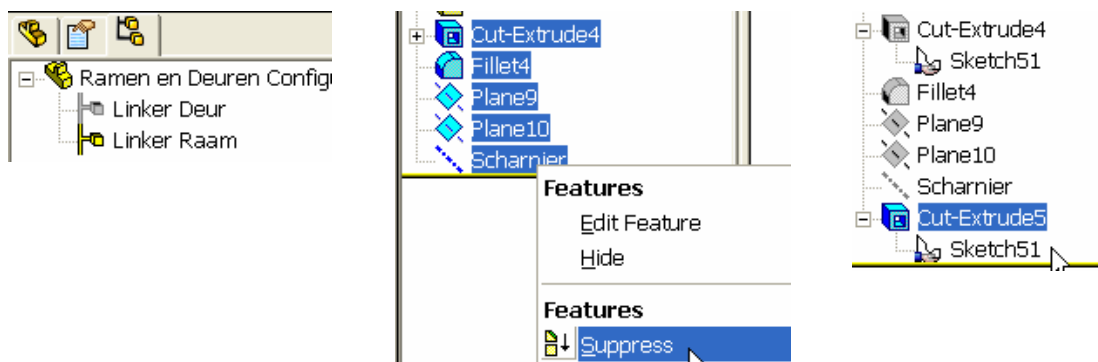 Ramen en Deuren Config
Linker Deur
Linker Raam
Cut-Extrude4
Fillet4
Plane9
Plane10
Scharnier
Features
Edit Feature
Hide
Features
Suppress
Cut-Extrude4
Sketch51
Fillet4
Plane9
Plane10
Scharnier
Cut-Extrude5
Sketch51